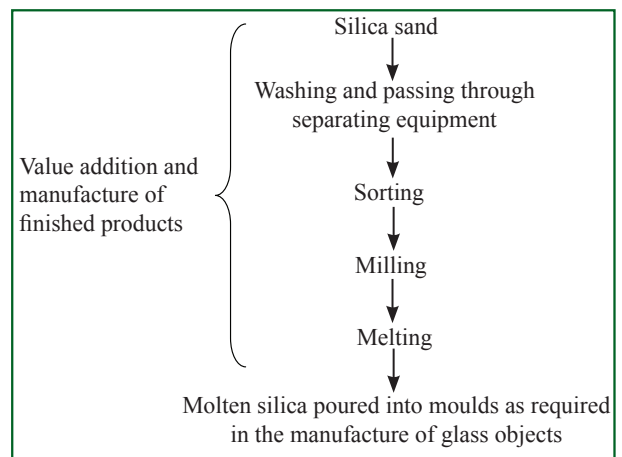 Silica sand
Washing and passing through
separating equipment
Value addition and
manufacture of
finished products
Sorting
Milling
Melting
Molten silica poured into moulds as required
in the manufacture of glass objects